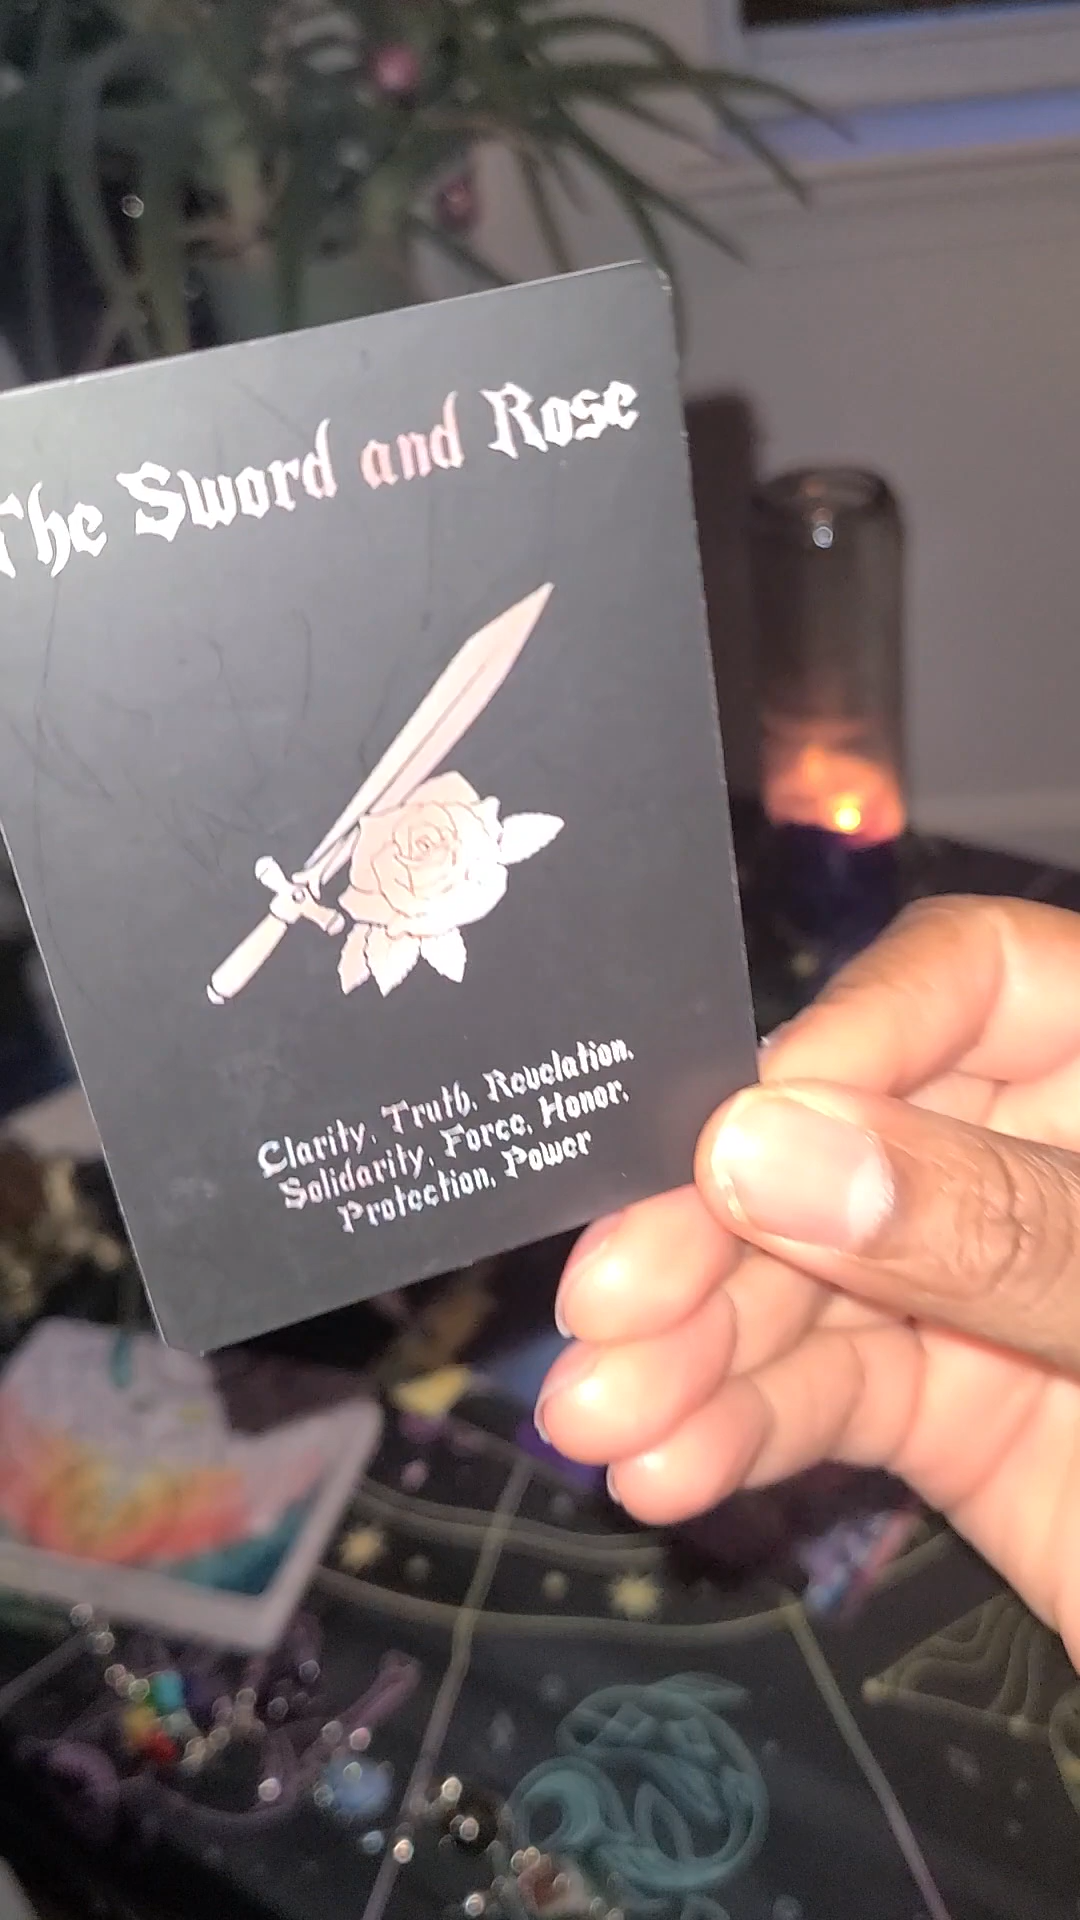 The Sword and Rose
Clarity, Truth, Revelation,
Solidarity, Force, Honor,
Protection, Power